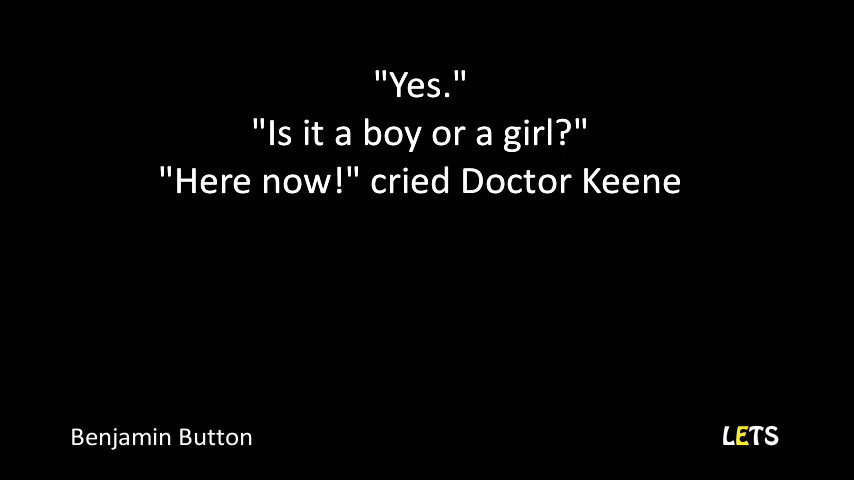 "Yes."
"Is it a boy or a girl?"
"Here now!" cried Doctor Keene
Benjamin Button
LETS